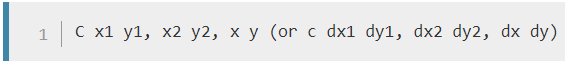 1 C x1 y1, x2 y2, x y (or c dx1 dy1, dx2 dy2, dx dy)